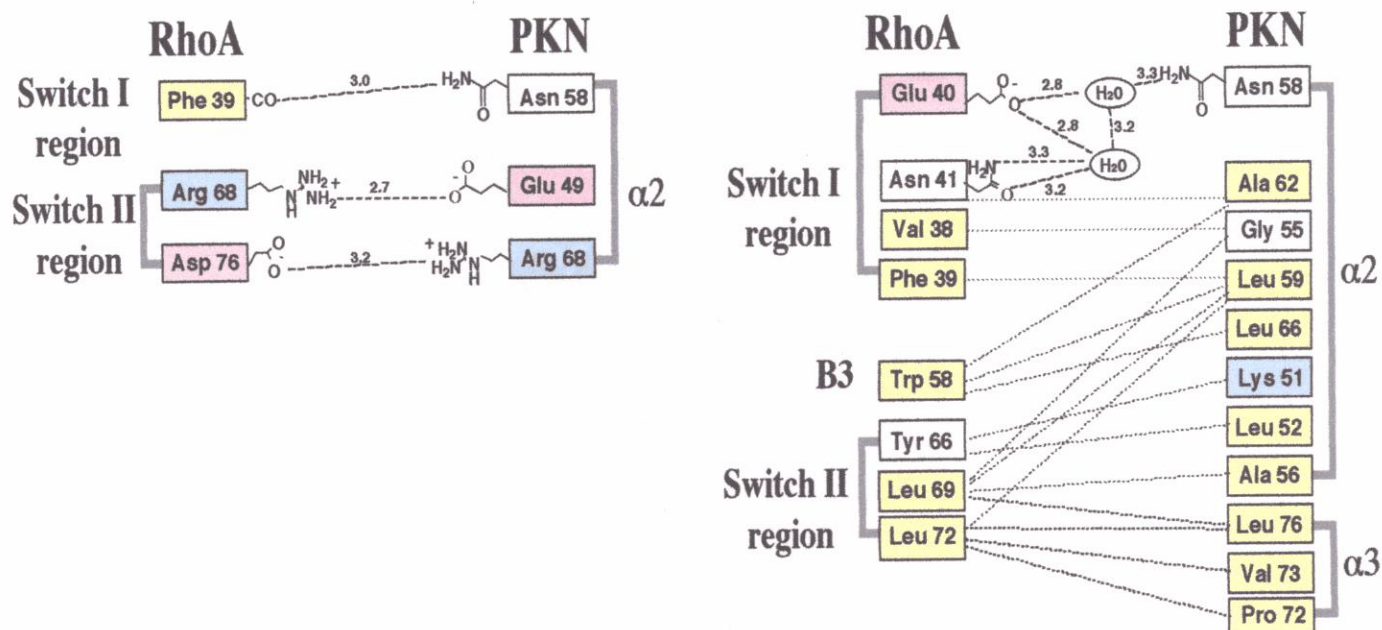 RhoA PKN
Switch I
region
Phe 39 CO 3.0 H₂N O Asn 58
Switch II
region
Arg 68 N H NH₂ + NH₂ 2.7 - O O Glu 49
α2
Asp 76 O O - 3.2 + H₂N H₂N N H Arg 68
RhoA PKN
Switch I
region
Glu 40 O - O 2.8 H₂O 3.3 H₂N O Asn 58
2.8 3.2
Asn 41 H₂N O 3.3 3.2 H₂O
Ala 62
Val 38 Gly 55
Phe 39 Leu 59
α2
Leu 66
B3 Trp 58 Lys 51
Tyr 66 Leu 52
Switch II
region
Leu 69 Ala 56
Leu 72 Leu 76
α3
Val 73
Pro 72